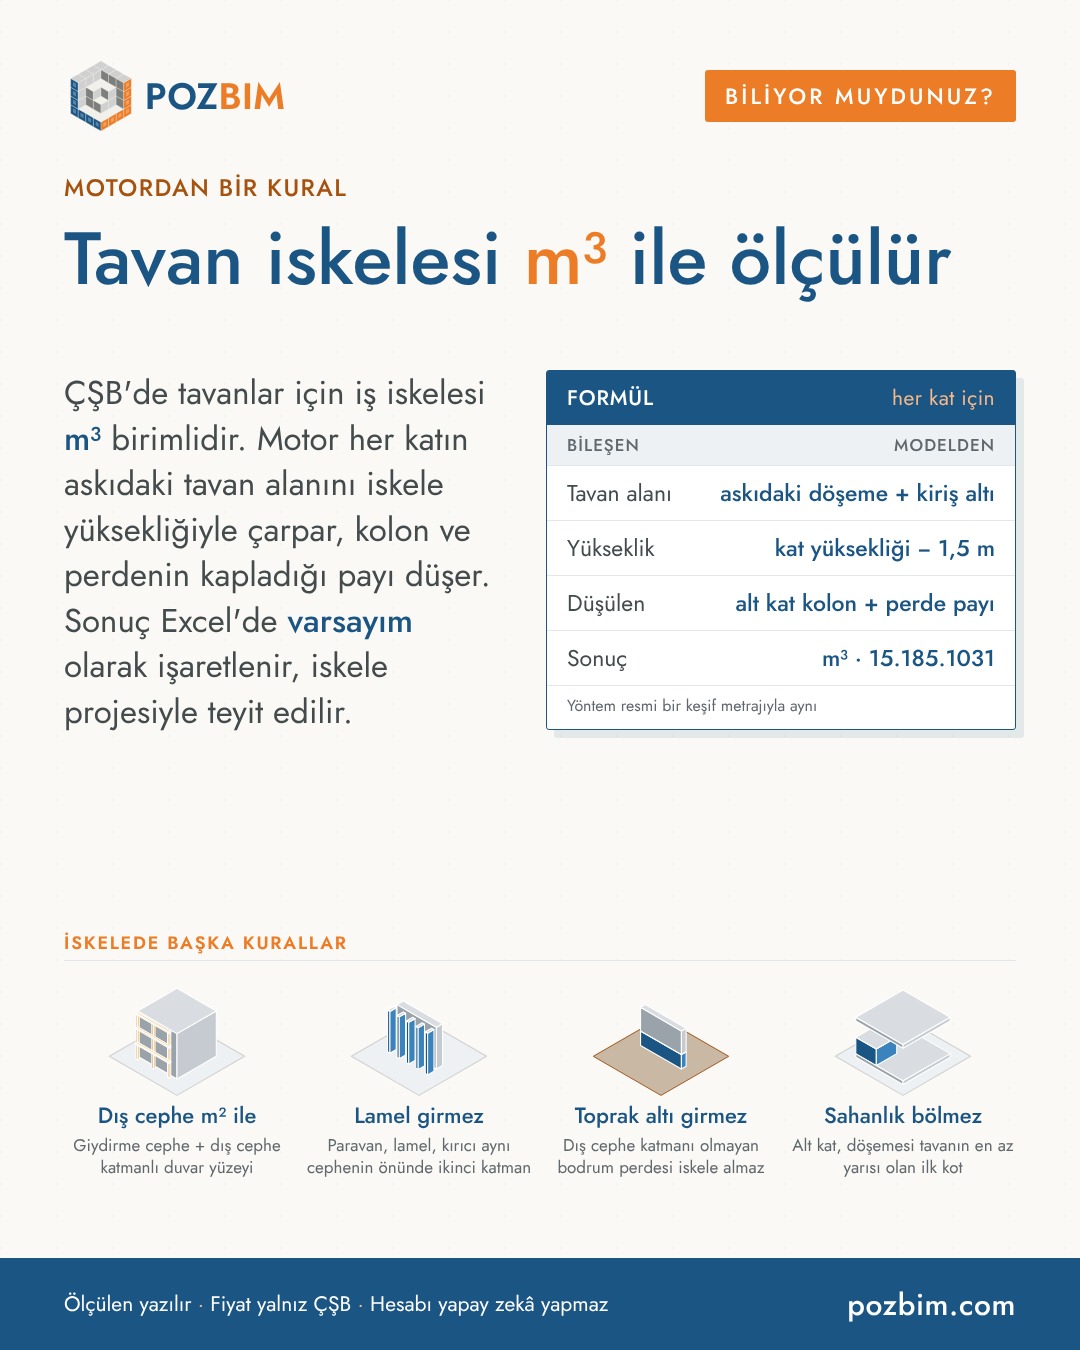 POZBIM
BİLİYOR MUYDUNUZ?
MOTORDAN BİR KURAL
Tavan iskelesi m³ ile ölçülür
ÇŞB'de tavanlar için iş iskelesi
m³ birimlidir. Motor her katın
askıdaki tavan alanını iskele
yüksekliğiyle çarpar, kolon ve
perdenin kapladığı payı düşer.
Sonuç Excel'de varsayım
olarak işaretlenir, iskele
projesiyle teyit edilir.
FORMÜL her kat için
BİLEŞEN MODELDEN
Tavan alanı askıdaki döşeme + kiriş altı
Yükseklik kat yüksekliği – 1,5 m
Düşülen alt kat kolon + perde payı
Sonuç m³ · 15.185.1031
Yöntem resmi bir keşif metrajıyla aynı
İSKELEDE BAŞKA KURALLAR
Dış cephe m² ile
Giydirme cephe + dış cephe
katmanlı duvar yüzeyi
Lamel girmez
Paravan, lamel, kırıcı aynı
cephenin önünde ikinci katman
Toprak altı girmez
Dış cephe katmanı olmayan
bodrum perdesi iskele almaz
Sahanlık bölmez
Alt kat, döşemesi tavanın en az
yarısı olan ilk kot
Ölçülen yazılır · Fiyat yalnız ÇŞB · Hesabı yapay zekâ yapmaz
pozbim.com